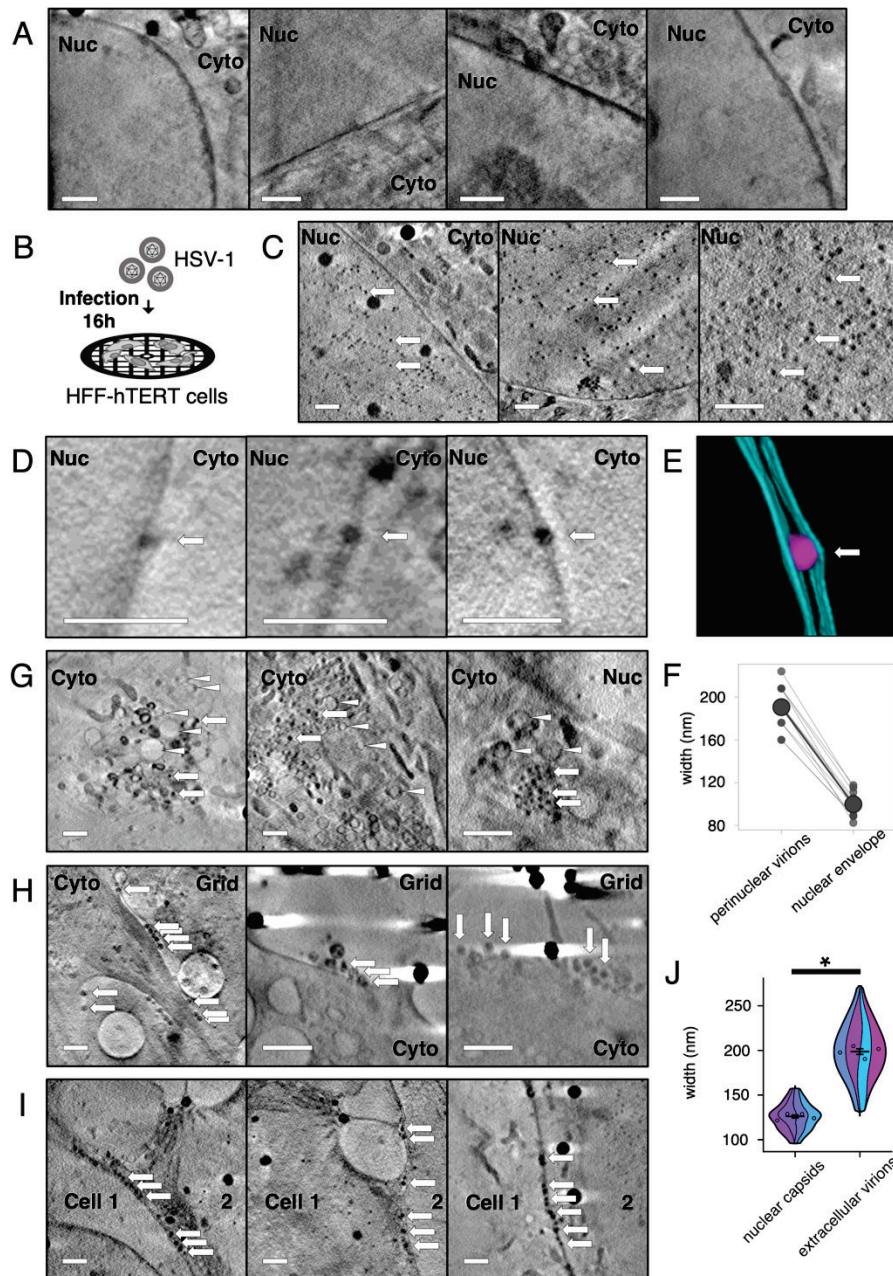 A
Nuc
Cyto
Nuc
Cyto
Cyto
Nuc
Nuc
Cyto
B
HSV-1
Infection
16h
HFF-hTERT cells
C
Nuc
Cyto
Nuc
Nuc
D
Nuc
Cyto
Nuc
Cyto
Nuc
Cyto
E
F
width (nm)
200
160
120
80
perinuclear virions
nuclear envelope
G
Cyto
Cyto
Cyto
Nuc
H
Cyto
Grid
Grid
Cyto
Grid
Cyto
I
Cell 1
2
Cell 1
2
Cell 1
2
J
*
width (nm)
250
200
150
100
nuclear capsids
extracellular virions